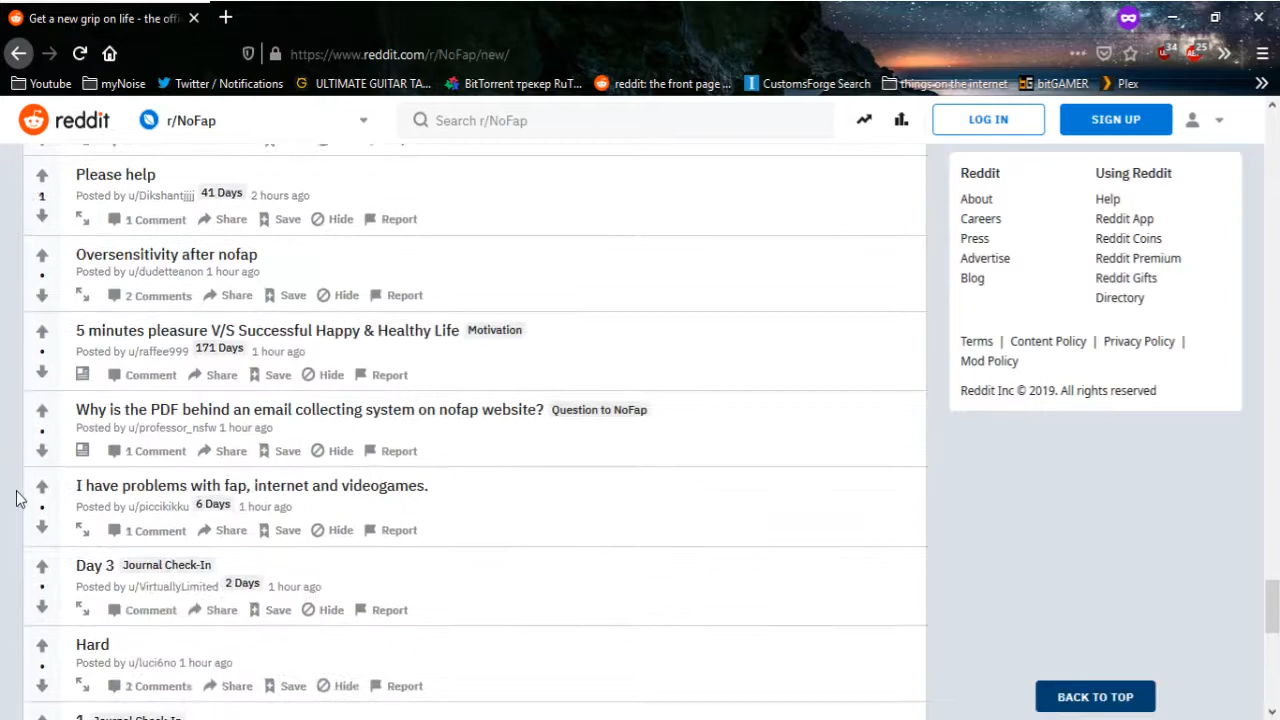 Get a new grip on life - the offi
https://www.reddit.com/r/NoFap/new/
34
25
Youtube
myNoise
Twitter / Notifications
ULTIMATE GUITAR TA...
BitTorrent трекер RuT...
reddit: the front page ...
CustomsForge Search
things on the internet
bitGAMER
Plex
reddit
r/NoFap
Search r/NoFap
LOG IN
SIGN UP
Please help
Posted by u/Dikshantjjjj 41 Days 2 hours ago
1
1 Comment Share Save Hide Report
Oversensitivity after nofap
Posted by u/dudetteanon 1 hour ago
2 Comments Share Save Hide Report
5 minutes pleasure V/S Successful Happy & Healthy Life Motivation
Posted by u/raffee999 171 Days 1 hour ago
Comment Share Save Hide Report
Why is the PDF behind an email collecting system on nofap website? Question to NoFap
Posted by u/professor_nsfw 1 hour ago
1 Comment Share Save Hide Report
I have problems with fap, internet and videogames.
Posted by u/piccikikku 6 Days 1 hour ago
1 Comment Share Save Hide Report
Day 3 Journal Check-In
Posted by u/VirtuallyLimited 2 Days 1 hour ago
Comment Share Save Hide Report
Hard
Posted by u/luci6no 1 hour ago
2 Comments Share Save Hide Report
1 Journal Check-In
Reddit Using Reddit
About Help
Careers Reddit App
Press Reddit Coins
Advertise Reddit Premium
Blog Reddit Gifts
Directory
Terms | Content Policy | Privacy Policy |
Mod Policy
Reddit Inc © 2019. All rights reserved
BACK TO TOP